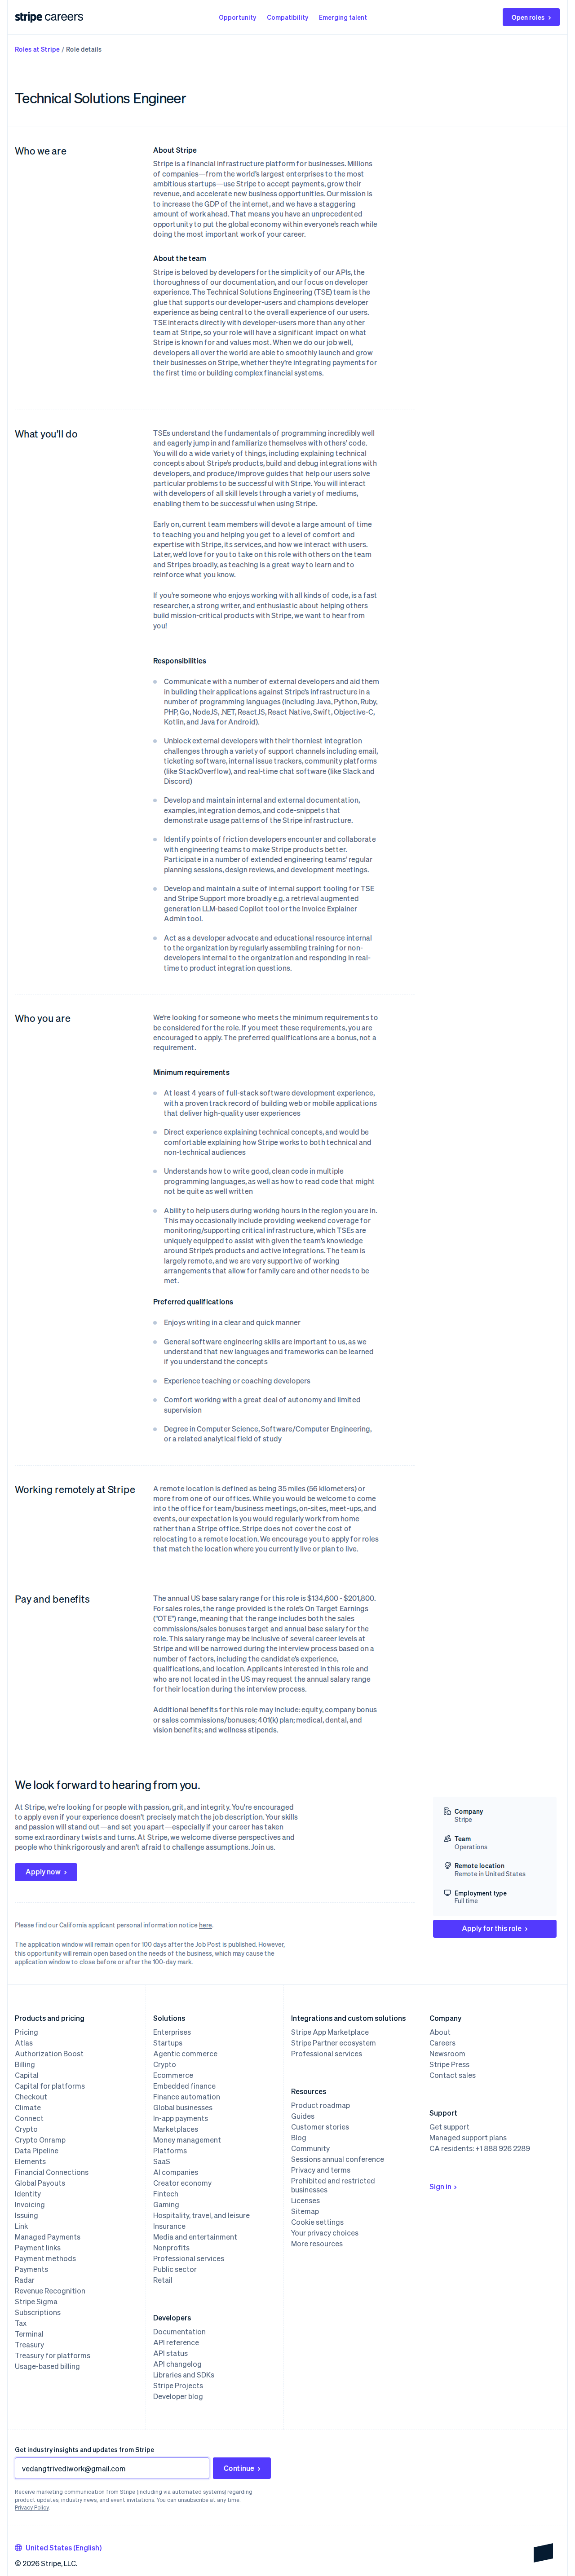 stripe careers
Opportunity
Compatibility
Emerging talent
Open roles
Roles at Stripe / Role details
Technical Solutions Engineer
Who we are
About Stripe
Stripe is a financial infrastructure platform for businesses. Millions
of companies—from the world's largest enterprises to the most
ambitious startups—use Stripe to accept payments, grow their
revenue, and accelerate new business opportunities. Our mission is
to increase the GDP of the internet, and we have a staggering
amount of work ahead. That means you have an unprecedented
opportunity to put the global economy within everyone's reach while
doing the most important work of your career.
About the team
Stripe is beloved by developers for the simplicity of our APIs, the
thoroughness of our documentation, and our focus on developer
experience. The Technical Solutions Engineering (TSE) team is the
glue that supports our developer-users and champions developer
experience as being central to the overall experience of our users.
TSE interacts directly with developer-users more than any other
team at Stripe, so your role will have a significant impact on what
Stripe is known for and values most. When we do our job well,
developers all over the world are able to smoothly launch and grow
their businesses on Stripe, whether they're integrating payments for
the first time or building complex financial systems.
What you'll do
TSEs understand the fundamentals of programming incredibly well
and eagerly jump in and familiarize themselves with others' code.
You will do a wide variety of things, including explaining technical
concepts about Stripe's products, build and debug integrations with
developers, and produce/improve guides that help our users solve
particular problems to be successful with Stripe. You will interact
with developers of all skill levels through a variety of mediums,
enabling them to be successful when using Stripe.
Early on, current team members will devote a large amount of time
to teaching you and helping you get to a level of comfort and
expertise with Stripe, its services, and how we interact with users.
Later, we'd love for you to take on this role with others on the team
and Stripes broadly, as teaching is a great way to learn and to
reinforce what you know.
If you're someone who enjoys working with all kinds of code, is a fast
researcher, a strong writer, and enthusiastic about helping others
build mission-critical products with Stripe, we want to hear from
you!
Responsibilities
Communicate with a number of external developers and aid them
in building their applications against Stripe's infrastructure in a
number of programming languages (including Java, Python, Ruby,
PHP, Go, NodeJS, .NET, ReactJS, React Native, Swift, Objective-C,
Kotlin, and Java for Android).
Unblock external developers with their thorniest integration
challenges through a variety of support channels including email,
ticketing software, internal issue trackers, community platforms
(like StackOverflow), and real-time chat software (like Slack and
Discord)
Develop and maintain internal and external documentation,
examples, integration demos, and code-snippets that
demonstrate usage patterns of the Stripe infrastructure.
Identify points of friction developers encounter and collaborate
with engineering teams to make Stripe products better.
Participate in a number of extended engineering teams' regular
planning sessions, design reviews, and development meetings.
Develop and maintain a suite of internal support tooling for TSE
and Stripe Support more broadly e.g. a retrieval augmented
generation LLM-based Copilot tool or the Invoice Explainer
Admin tool.
Act as a developer advocate and educational resource internal
to the organization by regularly assembling training for non-
developers internal to the organization and responding in real-
time to product integration questions.
Who you are
We're looking for someone who meets the minimum requirements to
be considered for the role. If you meet these requirements, you are
encouraged to apply. The preferred qualifications are a bonus, not a
requirement.
Minimum requirements
At least 4 years of full-stack software development experience,
with a proven track record of building web or mobile applications
that deliver high-quality user experiences
Direct experience explaining technical concepts, and would be
comfortable explaining how Stripe works to both technical and
non-technical audiences
Understands how to write good, clean code in multiple
programming languages, as well as how to read code that might
not be quite as well written
Ability to help users during working hours in the region you are in.
This may occasionally include providing weekend coverage for
monitoring/supporting critical infrastructure, which TSEs are
uniquely equipped to assist with given the team's knowledge
around Stripe's products and active integrations. The team is
largely remote, and we are very supportive of working
arrangements that allow for family care and other needs to be
met.
Preferred qualifications
Enjoys writing in a clear and quick manner
General software engineering skills are important to us, as we
understand that new languages and frameworks can be learned
if you understand the concepts
Experience teaching or coaching developers
Comfort working with a great deal of autonomy and limited
supervision
Degree in Computer Science, Software/Computer Engineering,
or a related analytical field of study
Working remotely at Stripe
A remote location is defined as being 35 miles (56 kilometers) or
more from one of our offices. While you would be welcome to come
into the office for team/business meetings, on-sites, meet-ups, and
events, our expectation is you would regularly work from home
rather than a Stripe office. Stripe does not cover the cost of
relocating to a remote location. We encourage you to apply for roles
that match the location where you currently live or plan to live.
Pay and benefits
The annual US base salary range for this role is $134,600 - $201,800.
For sales roles, the range provided is the role's On Target Earnings
("OTE") range, meaning that the range includes both the sales
commissions/sales bonuses target and annual base salary for the
role. This salary range may be inclusive of several career levels at
Stripe and will be narrowed during the interview process based on a
number of factors, including the candidate's experience,
qualifications, and location. Applicants interested in this role and
who are not located in the US may request the annual salary range
for their location during the interview process.
Additional benefits for this role may include: equity, company bonus
or sales commissions/bonuses; 401(k) plan; medical, dental, and
vision benefits; and wellness stipends.
We look forward to hearing from you.
At Stripe, we're looking for people with passion, grit, and integrity. You're encouraged
to apply even if your experience doesn't precisely match the job description. Your skills
and passion will stand out—and set you apart—especially if your career has taken
some extraordinary twists and turns. At Stripe, we welcome diverse perspectives and
people who think rigorously and aren't afraid to challenge assumptions. Join us.
Apply now
Company
Stripe
Team
Operations
Remote location
Remote in United States
Employment type
Full time
Apply for this role
Please find our California applicant personal information notice here.
The application window will remain open for 100 days after the Job Post is published. However,
this opportunity will remain open based on the needs of the business, which may cause the
application window to close before or after the 100-day mark.
Products and pricing
Pricing
Atlas
Authorization Boost
Billing
Capital
Capital for platforms
Checkout
Climate
Connect
Crypto
Crypto Onramp
Data Pipeline
Elements
Financial Connections
Global Payouts
Identity
Invoicing
Issuing
Link
Managed Payments
Payment links
Payment methods
Payments
Radar
Revenue Recognition
Stripe Sigma
Subscriptions
Tax
Terminal
Treasury
Treasury for platforms
Usage-based billing
Solutions
Enterprises
Startups
Agentic commerce
Crypto
Ecommerce
Embedded finance
Finance automation
Global businesses
In-app payments
Marketplaces
Money management
Platforms
SaaS
AI companies
Creator economy
Fintech
Gaming
Hospitality, travel, and leisure
Insurance
Media and entertainment
Nonprofits
Professional services
Public sector
Retail
Developers
Documentation
API reference
API status
API changelog
Libraries and SDKs
Stripe Projects
Developer blog
Integrations and custom solutions
Stripe App Marketplace
Stripe Partner ecosystem
Professional services
Resources
Product roadmap
Guides
Customer stories
Blog
Community
Sessions annual conference
Privacy and terms
Prohibited and restricted
businesses
Licenses
Sitemap
Cookie settings
Your privacy choices
More resources
Company
About
Careers
Newsroom
Stripe Press
Contact sales
Support
Get support
Managed support plans
CA residents: +1 888 926 2289
Sign in
Get industry insights and updates from Stripe
vedangtrivediwork@gmail.com
Continue
Receive marketing communication from Stripe (including via automated systems) regarding
product updates, industry news, and event invitations. You can unsubscribe at any time.
Privacy Policy
United States (English)
© 2026 Stripe, LLC.